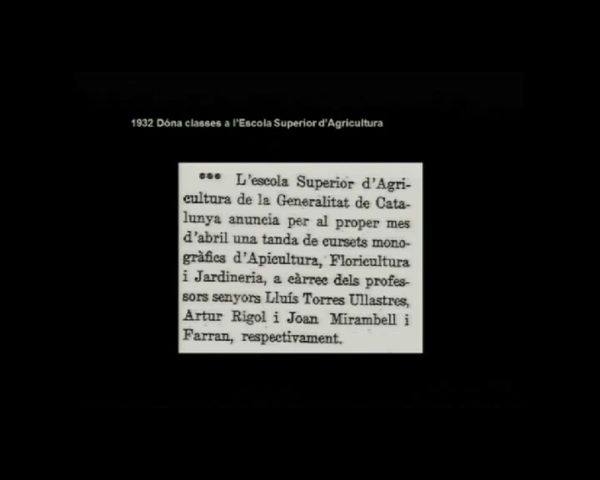 1932 Dóna classes a l'Escola Superior d'Agricultura
*** L'escola Superior d'Agri-
cultura de la Generalitat de Cata-
lunya anuncia per al proper mes
d'abril una tanda de cursets mono-
gràfics d'Apicultura, Floricultura
i Jardineria, a càrrec dels profes-
sors senyors Lluís Torres Ullastres,
Artur Rigol i Joan Mirambell i
Farran, respectivament.